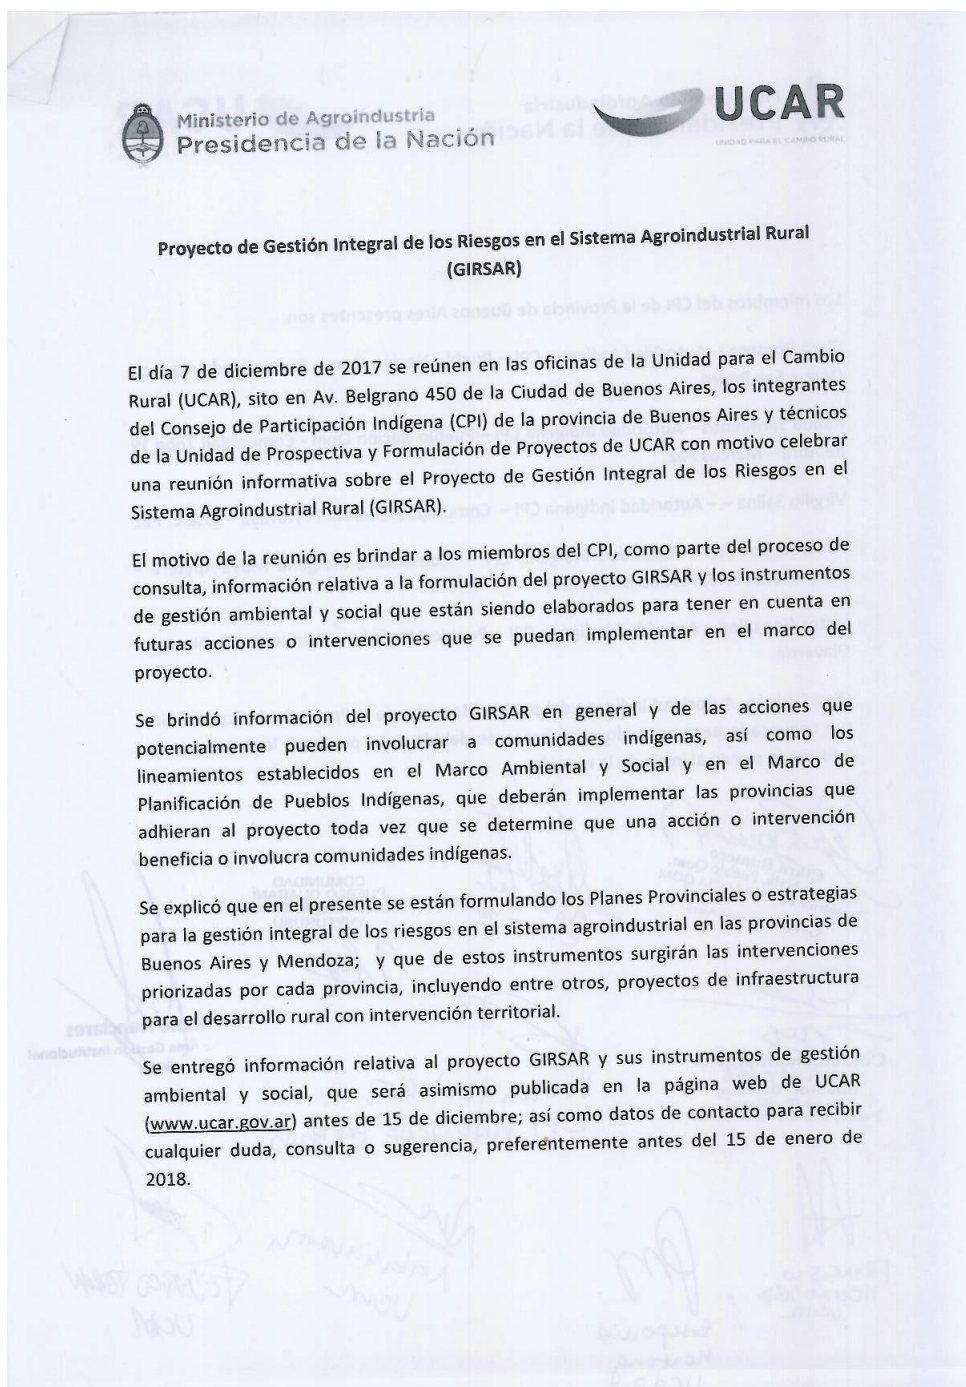 Ministerio de Agroindustria
Presidencia de la Nación
UCAR
UNIDAD PARA EL CAMBIO RURAL
Proyecto de Gestión Integral de los Riesgos en el Sistema Agroindustrial Rural
(GIRSAR)
El día 7 de diciembre de 2017 se reúnen en las oficinas de la Unidad para el Cambio
Rural (UCAR), sito en Av. Belgrano 450 de la Ciudad de Buenos Aires, los integrantes
del Consejo de Participación Indígena (CPI) de la provincia de Buenos Aires y técnicos
de la Unidad de Prospectiva y Formulación de Proyectos de UCAR con motivo celebrar
una reunión informativa sobre el Proyecto de Gestión Integral de los Riesgos en el
Sistema Agroindustrial Rural (GIRSAR).
El motivo de la reunión es brindar a los miembros del CPI, como parte del proceso de
consulta, información relativa a la formulación del proyecto GIRSAR y los instrumentos
de gestión ambiental y social que están siendo elaborados para tener en cuenta en
futuras acciones o intervenciones que se puedan implementar en el marco del
proyecto.
Se brindó información del proyecto GIRSAR en general y de las acciones que
potencialmente pueden involucrar a comunidades indígenas, así como los
lineamientos establecidos en el Marco Ambiental y Social y en el Marco de
Planificación de Pueblos Indígenas, que deberán implementar las provincias que
adhieran al proyecto toda vez que se determine que una acción o intervención
beneficia o involucra comunidades indígenas.
Se explicó que en el presente se están formulando los Planes Provinciales o estrategias
para la gestión integral de los riesgos en el sistema agroindustrial en las provincias de
Buenos Aires y Mendoza; y que de estos instrumentos surgirán las intervenciones
priorizadas por cada provincia, incluyendo entre otros, proyectos de infraestructura
para el desarrollo rural con intervención territorial.
Se entregó información relativa al proyecto GIRSAR y sus instrumentos de gestión
ambiental y social, que será asimismo publicada en la página web de UCAR
(www.ucar.gov.ar) antes de 15 de diciembre; así como datos de contacto para recibir
cualquier duda, consulta o sugerencia, preferentemente antes del 15 de enero de
2018.